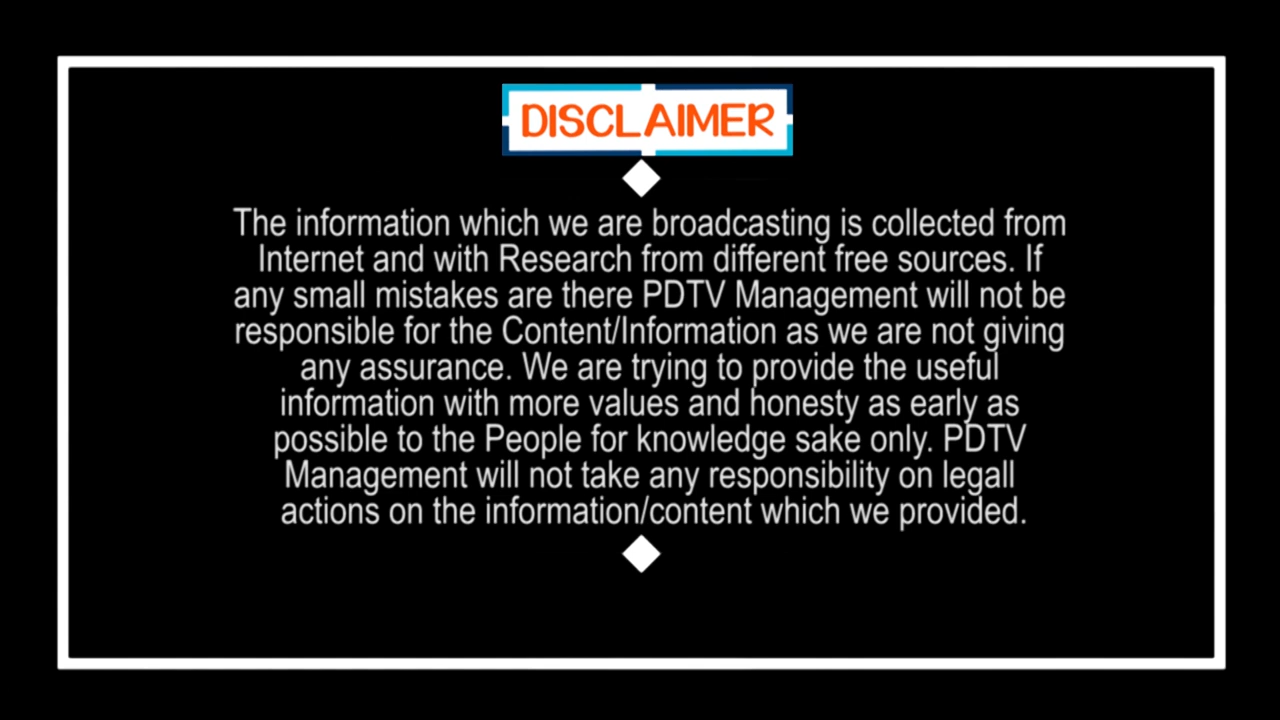 DISCLAIMER
The information which we are broadcasting is collected from
Internet and with Research from different free sources. If
any small mistakes are there PDTV Management will not be
responsible for the Content/Information as we are not giving
any assurance. We are trying to provide the useful
information with more values and honesty as early as
possible to the People for knowledge sake only. PDTV
Management will not take any responsibility on legall
actions on the information/content which we provided.